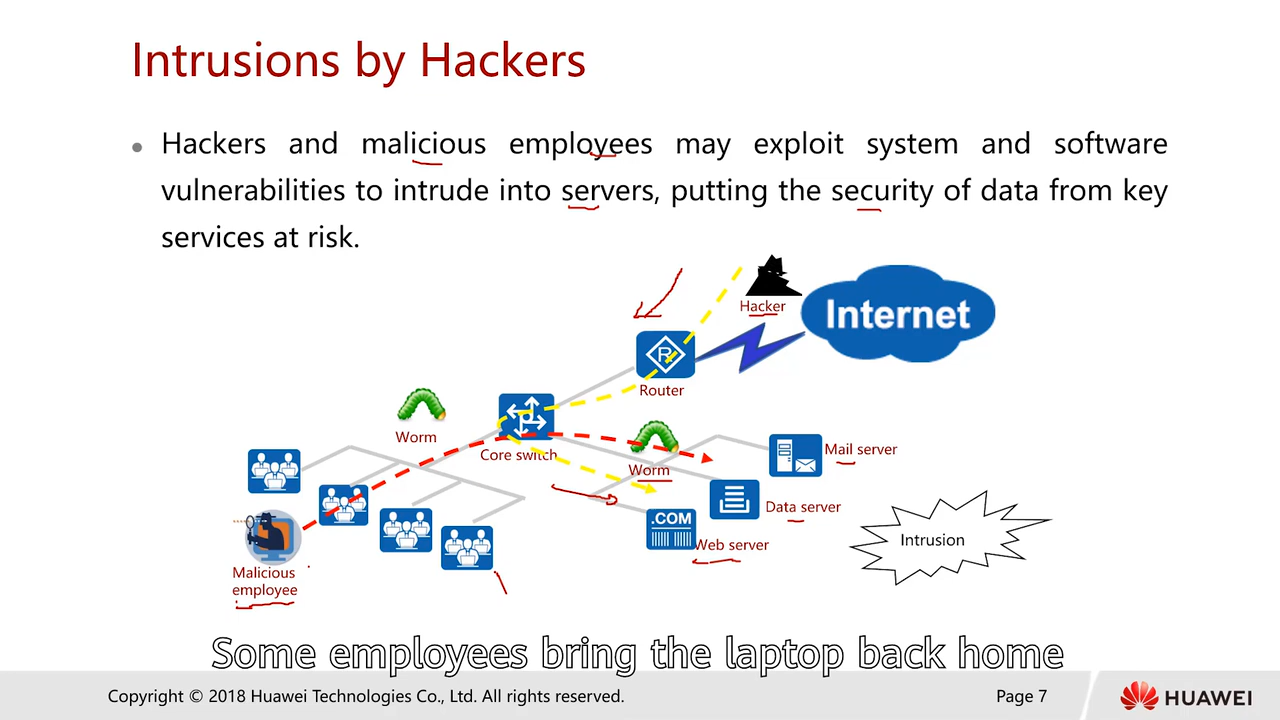 Intrusions by Hackers
Hackers and malicious employees may exploit system and software
vulnerabilities to intrude into servers, putting the security of data from key
services at risk.
Hacker
Internet
R
Router
Worm
Core switch
Worm
Mail server
Data server
.COM
Web server
Intrusion
Malicious
employee
Some employees bring the laptop back home
Copyright © 2018 Huawei Technologies Co., Ltd. All rights reserved.
Page 7
HUAWEI